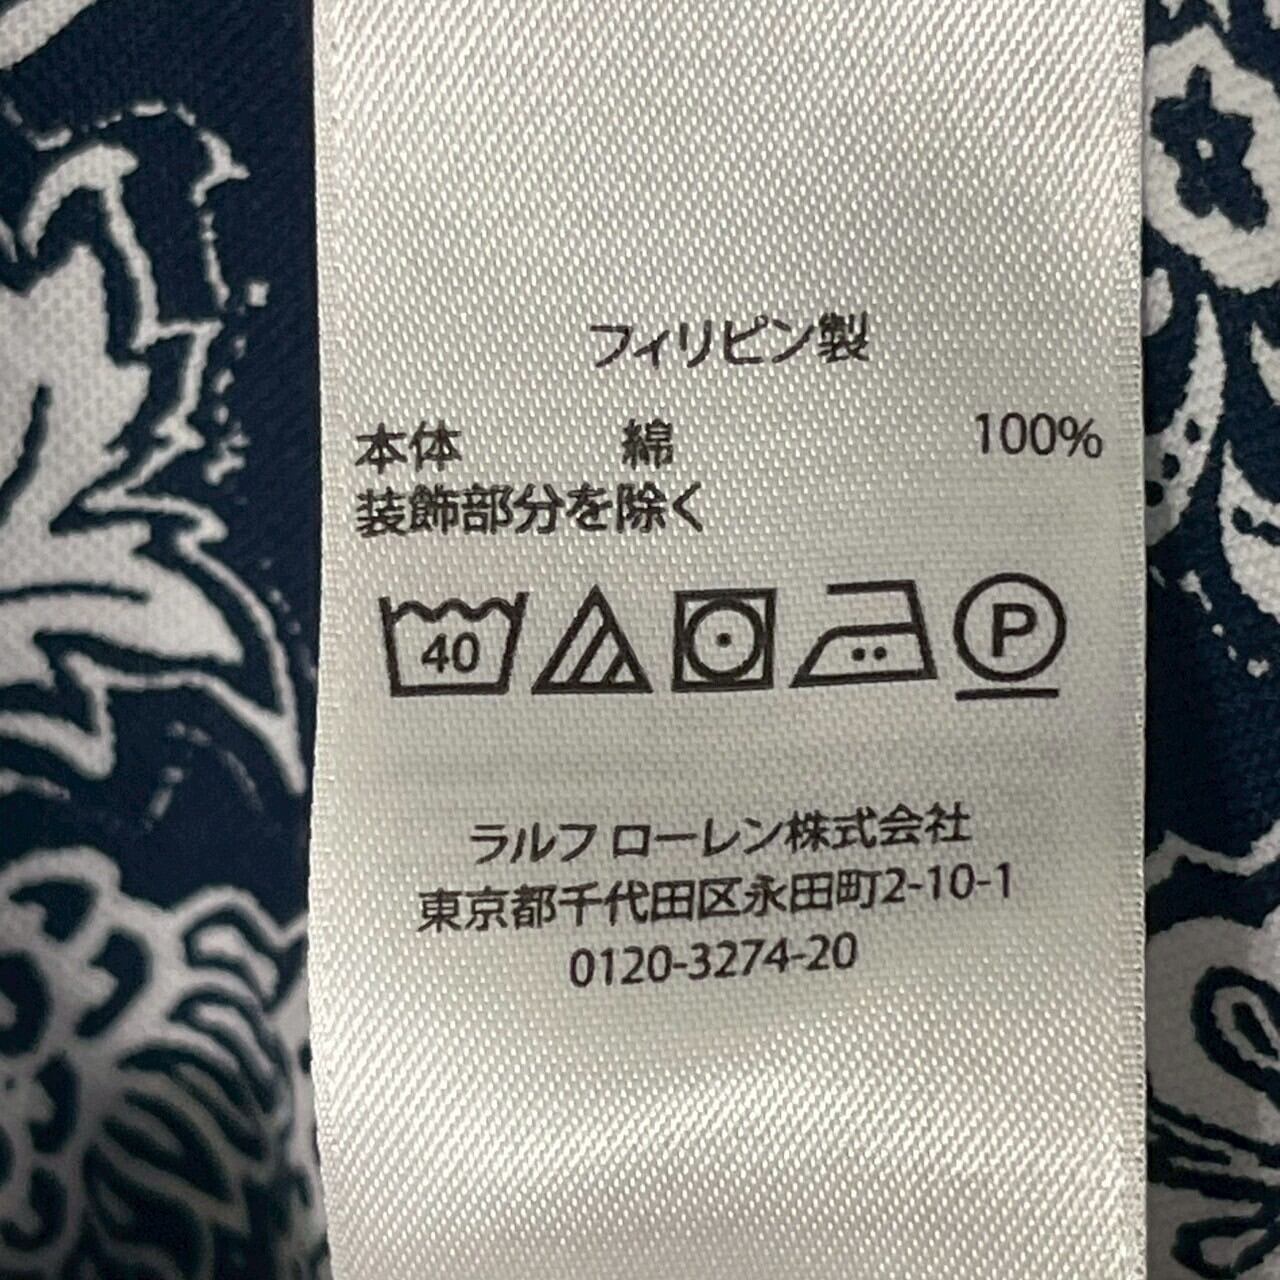 フィリピン製
本体 綿 100%
装飾部分を除く
40 P
ラルフ ローレン株式会社
東京都千代田区永田町2-10-1
0120-3274-20